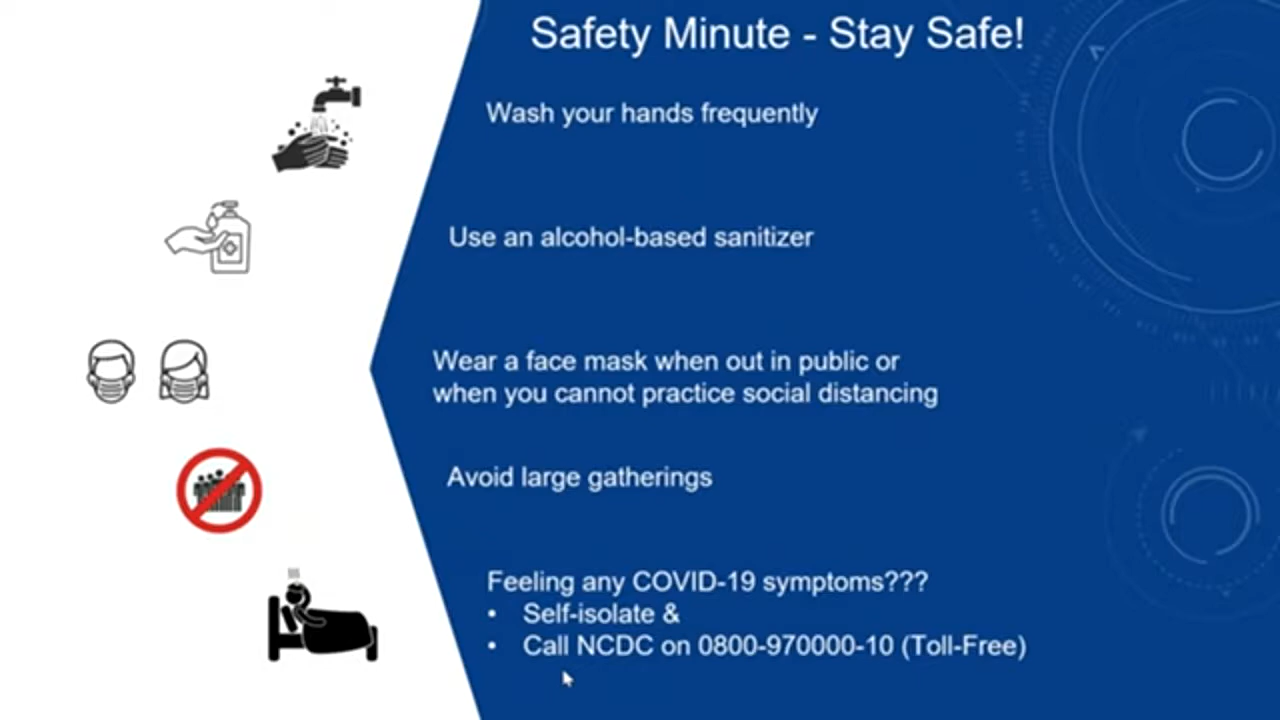 Safety Minute - Stay Safe!
Wash your hands frequently
Use an alcohol-based sanitizer
Wear a face mask when out in public or
when you cannot practice social distancing
Avoid large gatherings
Feeling any COVID-19 symptoms???
• Self-isolate &
• Call NCDC on 0800-970000-10 (Toll-Free)